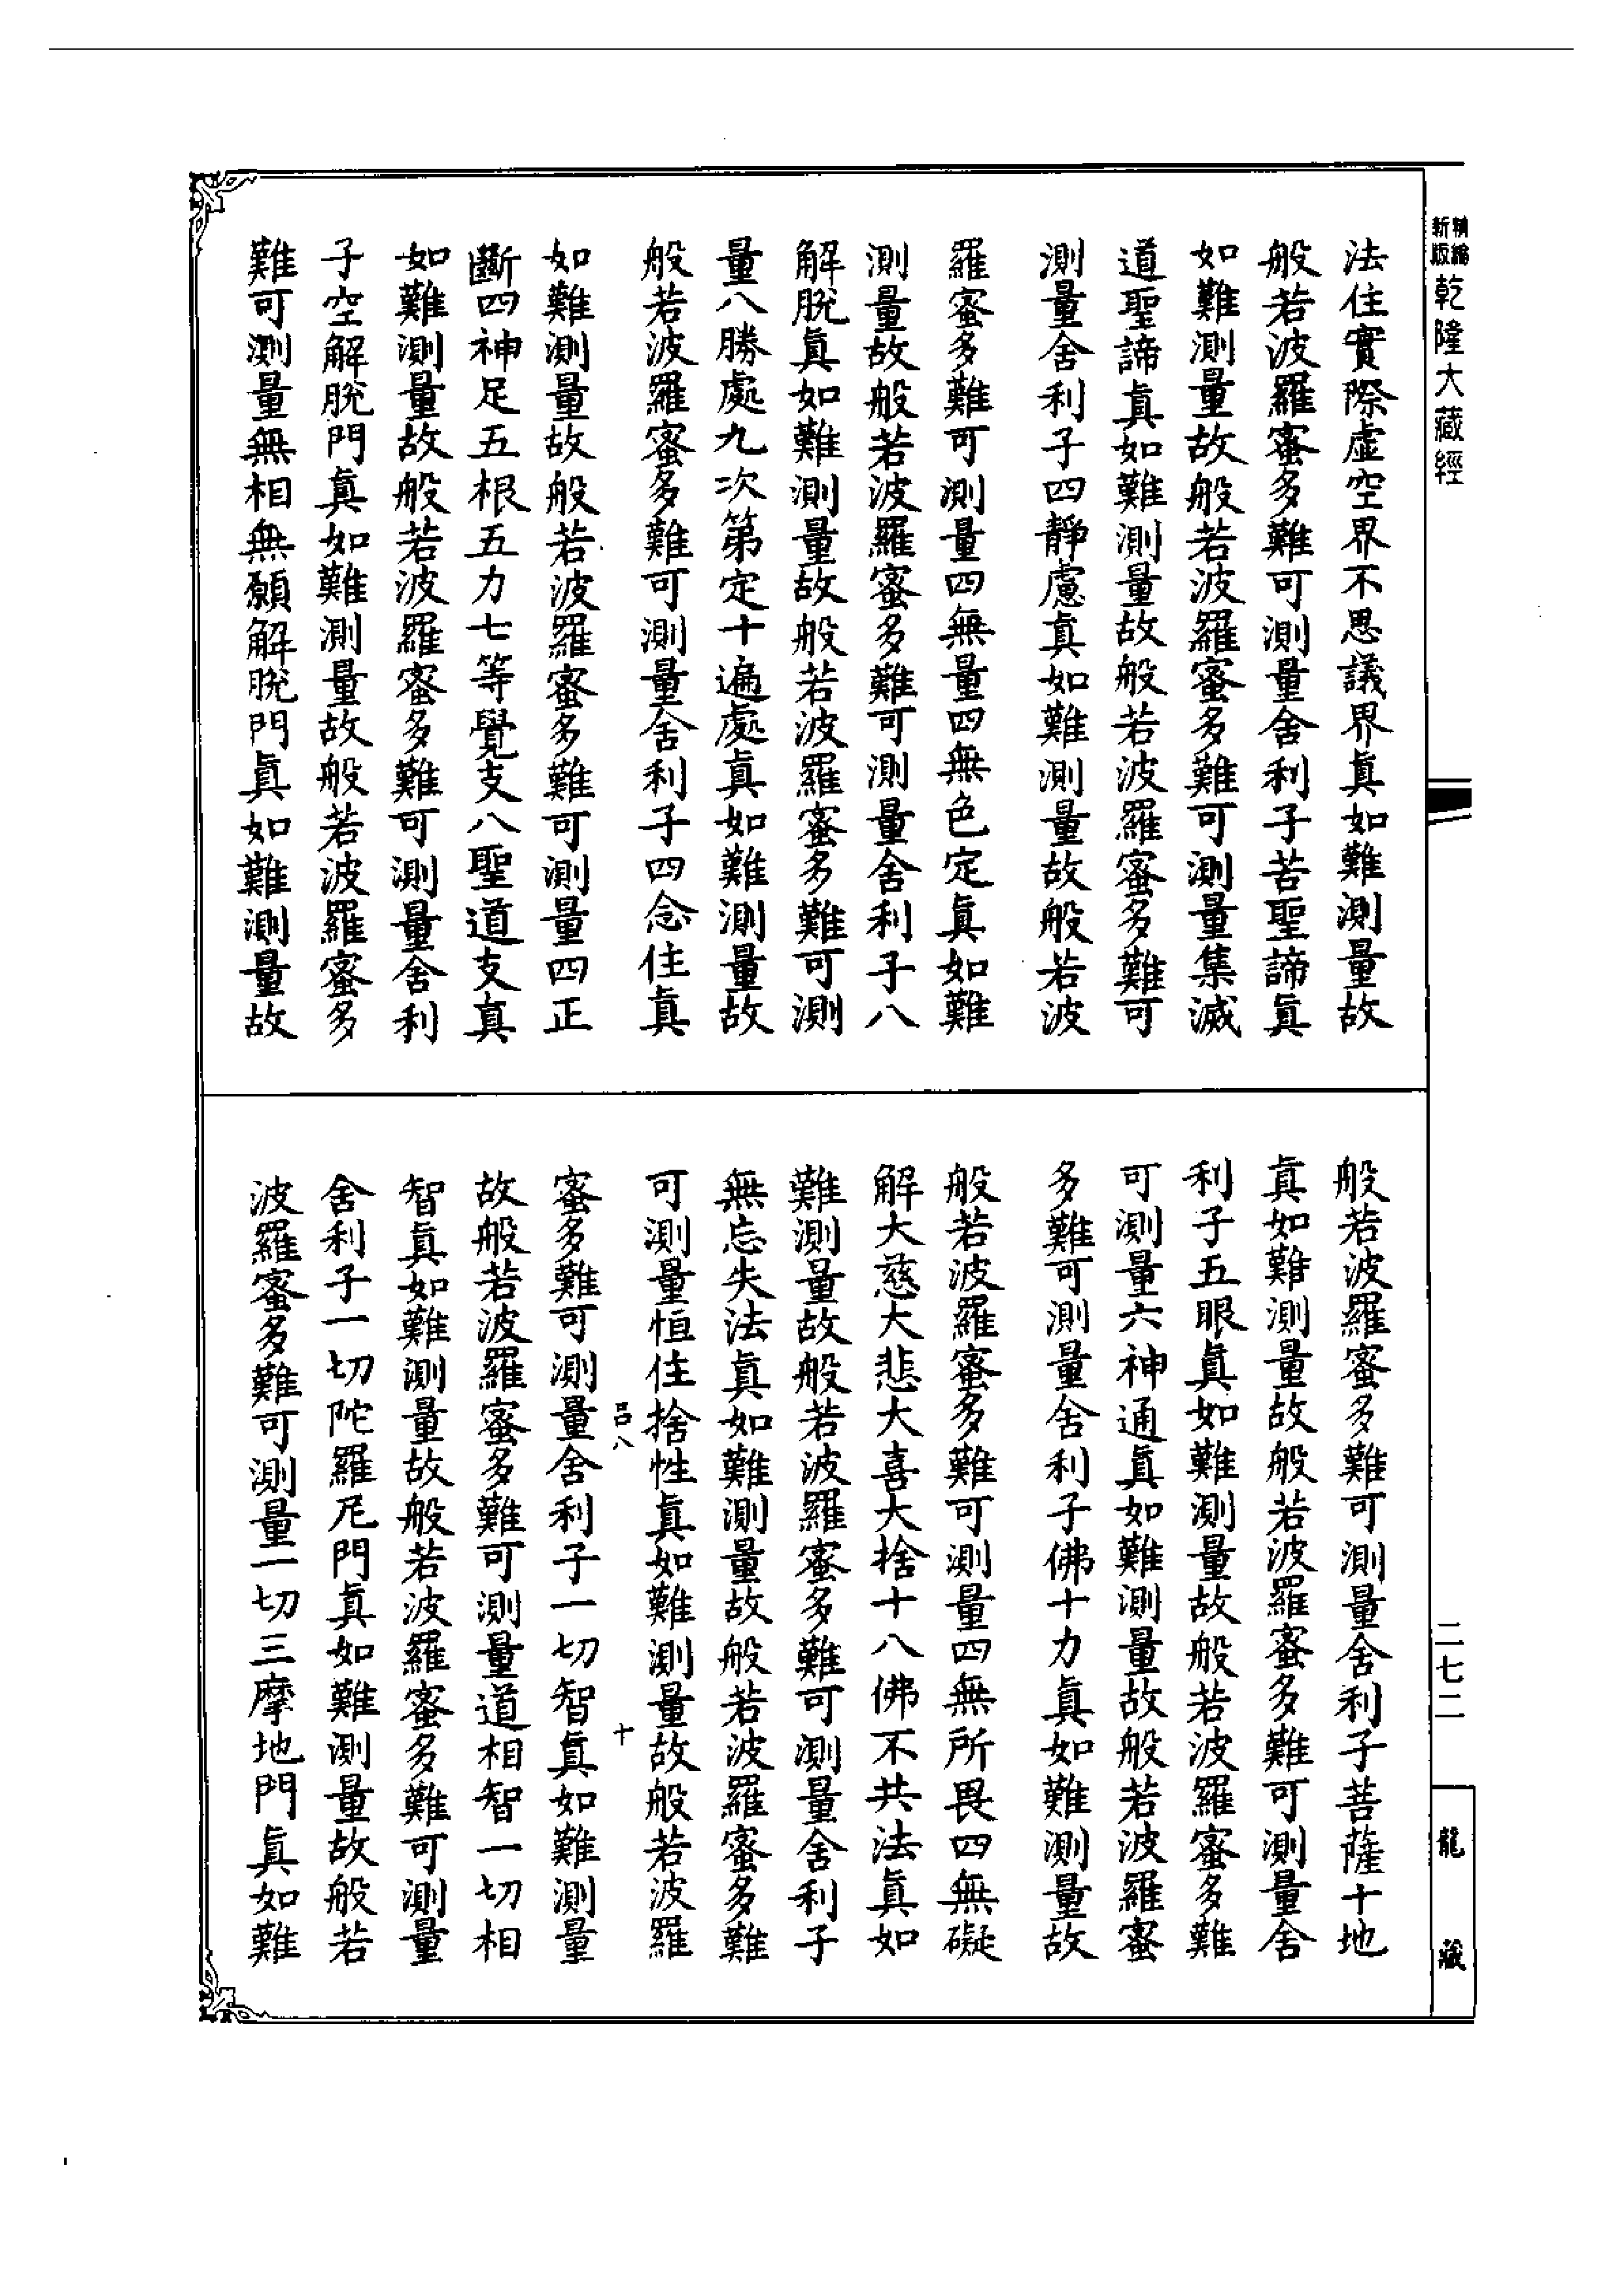 新版
精編
乾隆大藏經
法住實際虛空界不思議界真如難測量故
般若波羅蜜多難可測量舍利子苦聖諦真
如難測量故般若波羅蜜多難可測量集滅
道聖諦真如難測量故般若波羅蜜多難可
測量舍利子四靜慮真如難測量故般若波
羅蜜多難可測量四無量四無色定真如難
測量故般若波羅蜜多難可測量舍利子八
解脫真如難測量故般若波羅蜜多難可測
量八勝處九次第定十遍處真如難測量故
般若波羅蜜多難可測量舍利子四念住真
如難測量故般若波羅蜜多難可測量四正
斷四神足五根五力七等覺支八聖道支真
如難測量故般若波羅蜜多難可測量舍利
子空解脫門真如難測量故般若波羅蜜多
難可測量無相無願解脫門真如難測量故
般若波羅蜜多難可測量舍利子菩薩十地
真如難測量故般若波羅蜜多難可測量舍
利子五眼真如難測量故般若波羅蜜多難
可測量六神通真如難測量故般若波羅蜜
多難可測量舍利子佛十力真如難測量故
般若波羅蜜多難可測量四無所畏四無礙
解大慈大悲大喜大捨十八佛不共法真如
難測量故般若波羅蜜多難可測量舍利子
無忘失法真如難測量故般若波羅蜜多難
可測量恒住捨性真如難測量故般若波羅
呂八 十
蜜多難可測量舍利子一切智真如難測量
故般若波羅蜜多難可測量道相智一切相
智真如難測量故般若波羅蜜多難可測量
舍利子一切陀羅尼門真如難測量故般若
波羅蜜多難可測量一切三摩地門真如難
二七二
龍藏